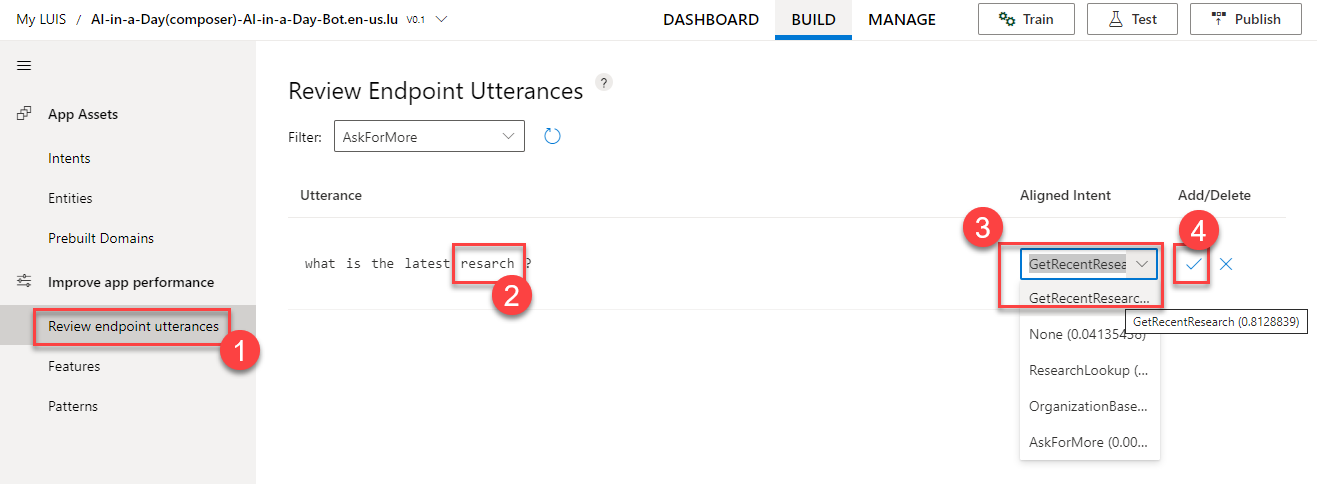 My LUIS / AI-in-a-Day(composer)-AI-in-a-Day-Bot.en-us.lu V0.1
DASHBOARD BUILD MANAGE Train Test Publish
App Assets
Intents
Entities
Prebuilt Domains
Improve app performance
Review endpoint utterances
1
Features
Patterns
Review Endpoint Utterances ?
Filter: AskForMore
Utterance Aligned Intent Add/Delete
3 4
what is the latest resarch ? GetRecentResea
2
GetRecentResearc...
GetRecentResearch (0.8128839)
None (0.04135436)
ResearchLookup (...
OrganizationBase...
AskForMore (0.00...